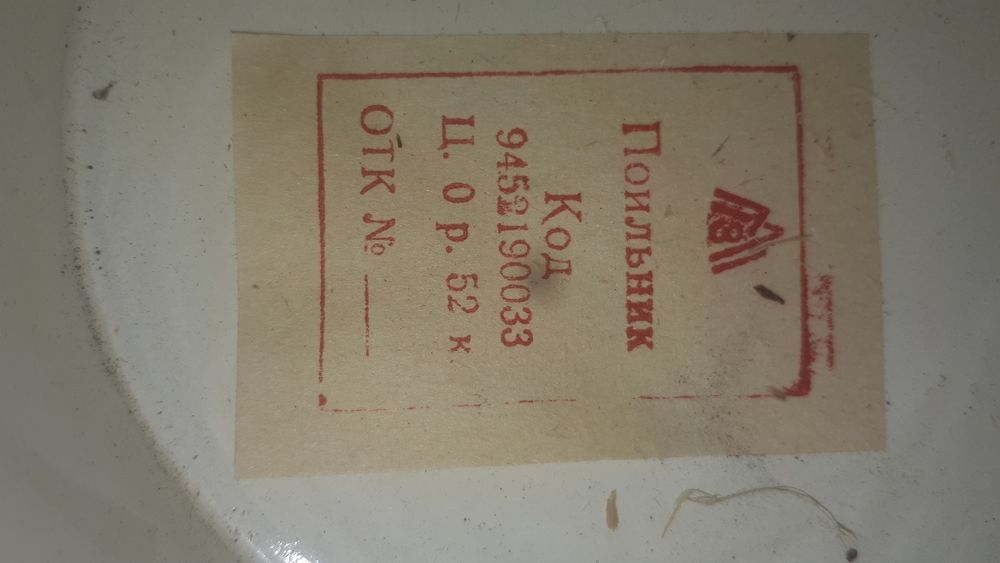 Поильник
Код
9452190033
Ц. 0 р. 52 к.
ОТК №